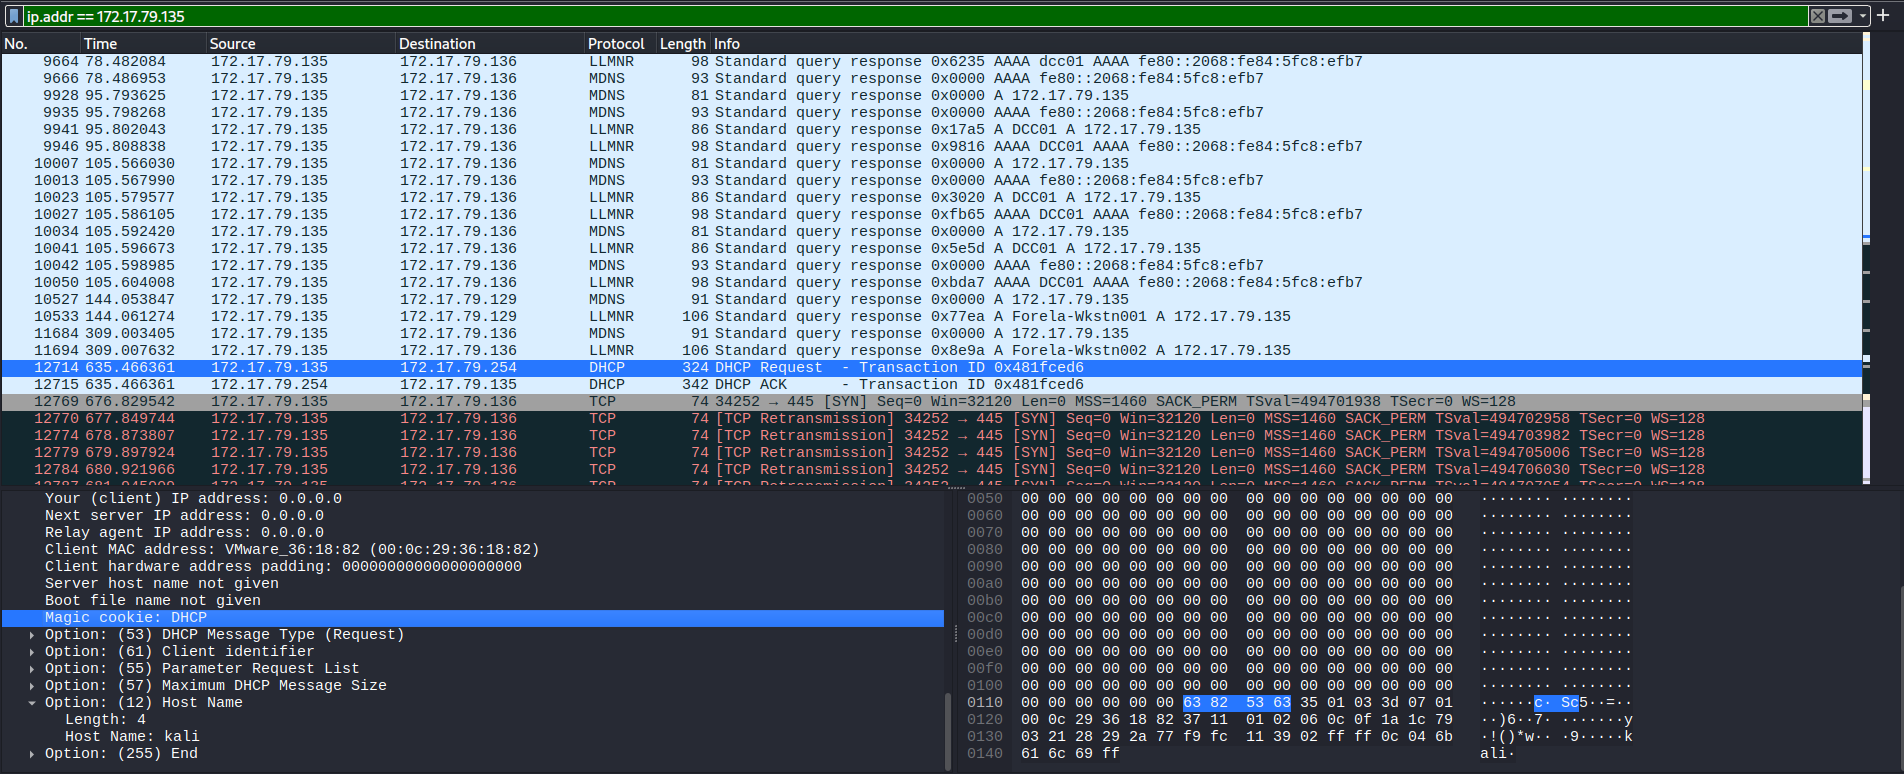 ip.addr == 172.17.79.135
No. Time Source Destination Protocol Length Info
9664 78.482084 172.17.79.135 172.17.79.136 LLMNR 98 Standard query response 0x6235 AAAA dcc01 AAAA fe80::2068:fe84:5fc8:efb7
9666 78.486953 172.17.79.135 172.17.79.136 MDNS 93 Standard query response 0x0000 AAAA fe80::2068:fe84:5fc8:efb7
9928 95.793625 172.17.79.135 172.17.79.136 MDNS 81 Standard query response 0x0000 A 172.17.79.135
9935 95.798268 172.17.79.135 172.17.79.136 MDNS 93 Standard query response 0x0000 AAAA fe80::2068:fe84:5fc8:efb7
9941 95.802043 172.17.79.135 172.17.79.136 LLMNR 86 Standard query response 0x17a5 A DCC01 A 172.17.79.135
9946 95.808838 172.17.79.135 172.17.79.136 LLMNR 98 Standard query response 0x9816 AAAA DCC01 AAAA fe80::2068:fe84:5fc8:efb7
10007 105.566030 172.17.79.135 172.17.79.136 MDNS 81 Standard query response 0x0000 A 172.17.79.135
10013 105.567990 172.17.79.135 172.17.79.136 MDNS 93 Standard query response 0x0000 AAAA fe80::2068:fe84:5fc8:efb7
10023 105.579577 172.17.79.135 172.17.79.136 LLMNR 86 Standard query response 0x3020 A DCC01 A 172.17.79.135
10027 105.586105 172.17.79.135 172.17.79.136 LLMNR 98 Standard query response 0xfb65 AAAA DCC01 AAAA fe80::2068:fe84:5fc8:efb7
10034 105.592420 172.17.79.135 172.17.79.136 MDNS 81 Standard query response 0x0000 A 172.17.79.135
10041 105.596673 172.17.79.135 172.17.79.136 LLMNR 86 Standard query response 0x5e5d A DCC01 A 172.17.79.135
10042 105.598985 172.17.79.135 172.17.79.136 MDNS 93 Standard query response 0x0000 AAAA fe80::2068:fe84:5fc8:efb7
10050 105.604008 172.17.79.135 172.17.79.136 LLMNR 98 Standard query response 0xbda7 AAAA DCC01 AAAA fe80::2068:fe84:5fc8:efb7
10527 144.053847 172.17.79.135 172.17.79.129 MDNS 91 Standard query response 0x0000 A 172.17.79.135
10533 144.061274 172.17.79.135 172.17.79.129 LLMNR 106 Standard query response 0x77ea A Forela-Wkstn001 A 172.17.79.135
11684 309.003405 172.17.79.135 172.17.79.136 MDNS 91 Standard query response 0x0000 A 172.17.79.135
11694 309.007632 172.17.79.135 172.17.79.136 LLMNR 106 Standard query response 0x8e9a A Forela-Wkstn002 A 172.17.79.135
12714 635.466361 172.17.79.135 172.17.79.254 DHCP 324 DHCP Request - Transaction ID 0x481fced6
12715 635.466361 172.17.79.254 172.17.79.135 DHCP 342 DHCP ACK - Transaction ID 0x481fced6
12769 676.829542 172.17.79.135 172.17.79.136 TCP 74 34252 → 445 [SYN] Seq=0 Win=32120 Len=0 MSS=1460 SACK_PERM TSval=494701938 TSecr=0 WS=128
12770 677.849744 172.17.79.135 172.17.79.136 TCP 74 [TCP Retransmission] 34252 → 445 [SYN] Seq=0 Win=32120 Len=0 MSS=1460 SACK_PERM TSval=494702958 TSecr=0 WS=128
12774 678.873807 172.17.79.135 172.17.79.136 TCP 74 [TCP Retransmission] 34252 → 445 [SYN] Seq=0 Win=32120 Len=0 MSS=1460 SACK_PERM TSval=494703982 TSecr=0 WS=128
12779 679.897924 172.17.79.135 172.17.79.136 TCP 74 [TCP Retransmission] 34252 → 445 [SYN] Seq=0 Win=32120 Len=0 MSS=1460 SACK_PERM TSval=494705006 TSecr=0 WS=128
12784 680.921966 172.17.79.135 172.17.79.136 TCP 74 [TCP Retransmission] 34252 → 445 [SYN] Seq=0 Win=32120 Len=0 MSS=1460 SACK_PERM TSval=494706030 TSecr=0 WS=128
Your (client) IP address: 0.0.0.0
Next server IP address: 0.0.0.0
Relay agent IP address: 0.0.0.0
Client MAC address: VMware_36:18:82 (00:0c:29:36:18:82)
Client hardware address padding: 00000000000000000000
Server host name not given
Boot file name not given
Magic cookie: DHCP
Option: (53) DHCP Message Type (Request)
Option: (61) Client identifier
Option: (55) Parameter Request List
Option: (57) Maximum DHCP Message Size
Option: (12) Host Name
Length: 4
Host Name: kali
Option: (255) End
0050 00 00 00 00 00 00 00 00 00 00 00 00 00 00 00 00 ········ ········
0060 00 00 00 00 00 00 00 00 00 00 00 00 00 00 00 00 ········ ········
0070 00 00 00 00 00 00 00 00 00 00 00 00 00 00 00 00 ········ ········
0080 00 00 00 00 00 00 00 00 00 00 00 00 00 00 00 00 ········ ········
0090 00 00 00 00 00 00 00 00 00 00 00 00 00 00 00 00 ········ ········
00a0 00 00 00 00 00 00 00 00 00 00 00 00 00 00 00 00 ········ ········
00b0 00 00 00 00 00 00 00 00 00 00 00 00 00 00 00 00 ········ ········
00c0 00 00 00 00 00 00 00 00 00 00 00 00 00 00 00 00 ········ ········
00d0 00 00 00 00 00 00 00 00 00 00 00 00 00 00 00 00 ········ ········
00e0 00 00 00 00 00 00 00 00 00 00 00 00 00 00 00 00 ········ ········
00f0 00 00 00 00 00 00 00 00 00 00 00 00 00 00 00 00 ········ ········
0100 00 00 00 00 00 00 00 00 00 00 00 00 00 00 00 00 ········ ········
0110 00 00 00 00 00 00 63 82 53 63 35 01 03 3d 07 01 ······c· Sc5··=··
0120 00 0c 29 36 18 82 37 11 01 02 06 0c 0f 1a 1c 79 ··)6··7· ·······y
0130 03 21 28 29 2a 77 f9 fc 11 39 02 ff ff 0c 04 6b ·!()*w·· ·9·····k
0140 61 6c 69 ff ali·